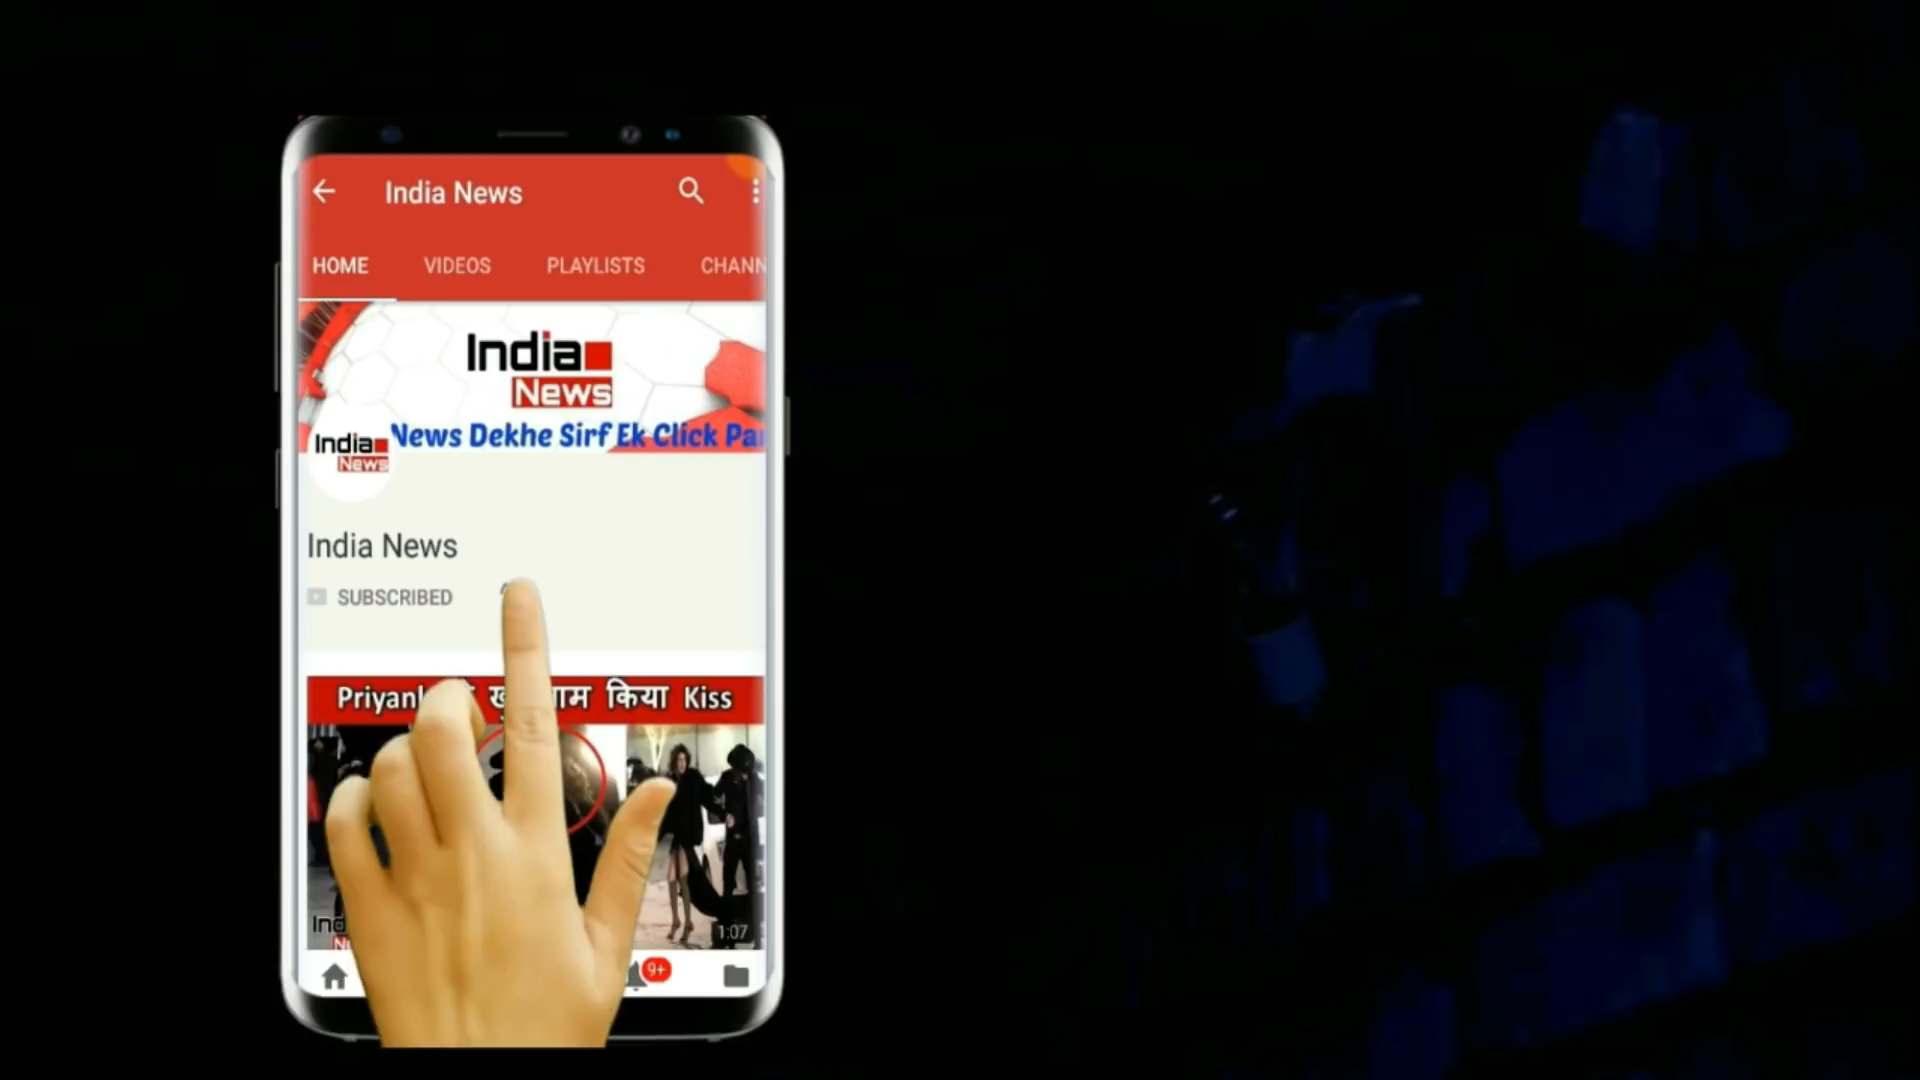 India News
HOME VIDEOS PLAYLISTS CHANN
India
News
News Dekhe Sirf Ek Click Par
India
News
India News
SUBSCRIBED
किया Kiss
1:07
9+